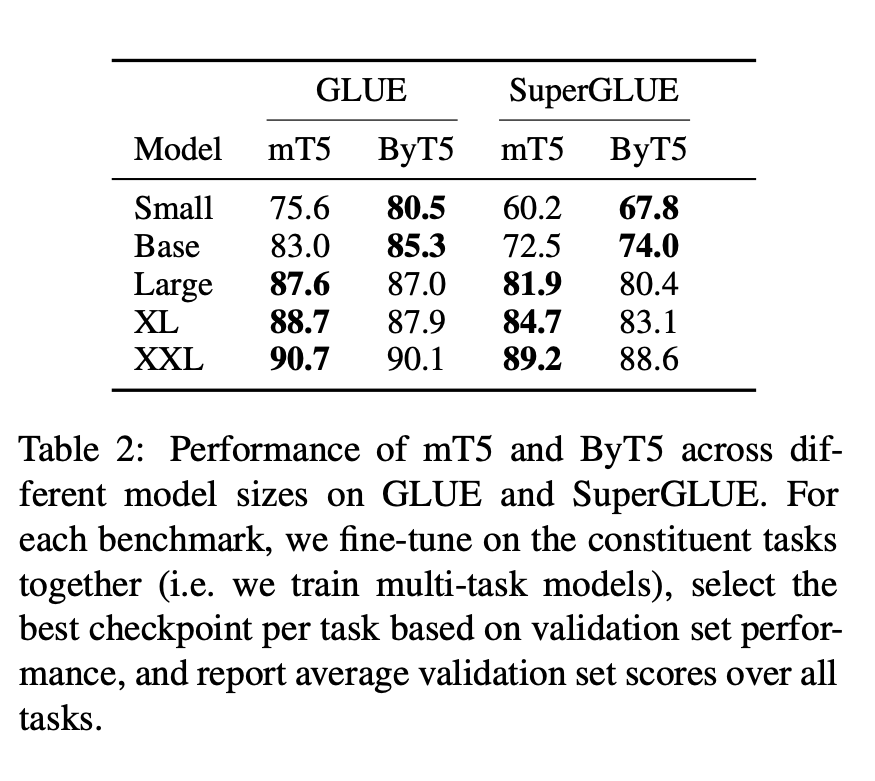 GLUE SuperGLUE
Model mT5 ByT5 mT5 ByT5
Small 75.6 80.5 60.2 67.8
Base 83.0 85.3 72.5 74.0
Large 87.6 87.0 81.9 80.4
XL 88.7 87.9 84.7 83.1
XXL 90.7 90.1 89.2 88.6
Table 2: Performance of mT5 and ByT5 across dif-
ferent model sizes on GLUE and SuperGLUE. For
each benchmark, we fine-tune on the constituent tasks
together (i.e. we train multi-task models), select the
best checkpoint per task based on validation set perfor-
mance, and report average validation set scores over all
tasks.